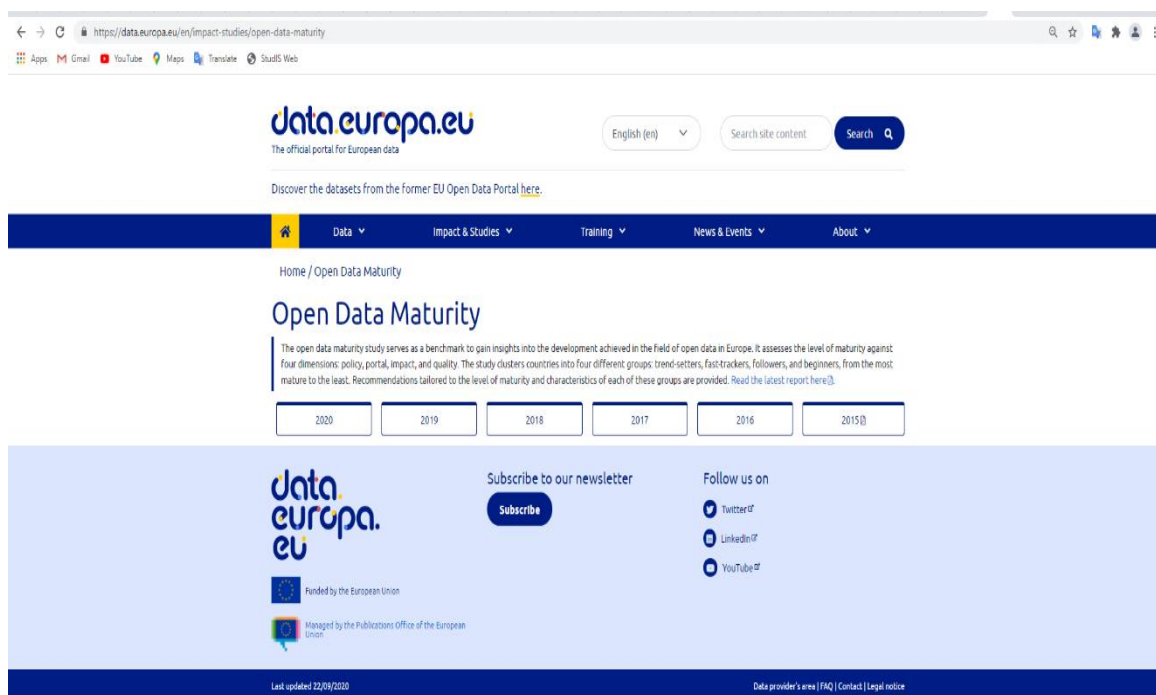 https://data.europa.eu/en/impact-studies/open-data-maturity
Apps Gmail YouTube Maps Translate StudIS Web
data.europa.eu
The official portal for European data
English (en)
Search site content
Search
Discover the datasets from the former EU Open Data Portal here.
Data Impact & Studies Training News & Events About
Home / Open Data Maturity
Open Data Maturity
The open data maturity study serves as a benchmark to gain insights into the development achieved in the field of open data in Europe. It assesses the level of maturity against
four dimensions: policy, portal, impact, and quality. The study clusters countries into four different groups: trend-setters, fast-trackers, followers, and beginners, from the most
mature to the least. Recommendations tailored to the level of maturity and characteristics of each of these groups are provided. Read the latest report here.
2020 2019 2018 2017 2016 2015
data.
europa.
eu
Funded by the European Union
Managed by the Publications Office of the European
Union
Subscribe to our newsletter
Subscribe
Follow us on
Twitter
LinkedIn
YouTube
Last updated 22/09/2020
Data provider's area | FAQ | Contact | Legal notice